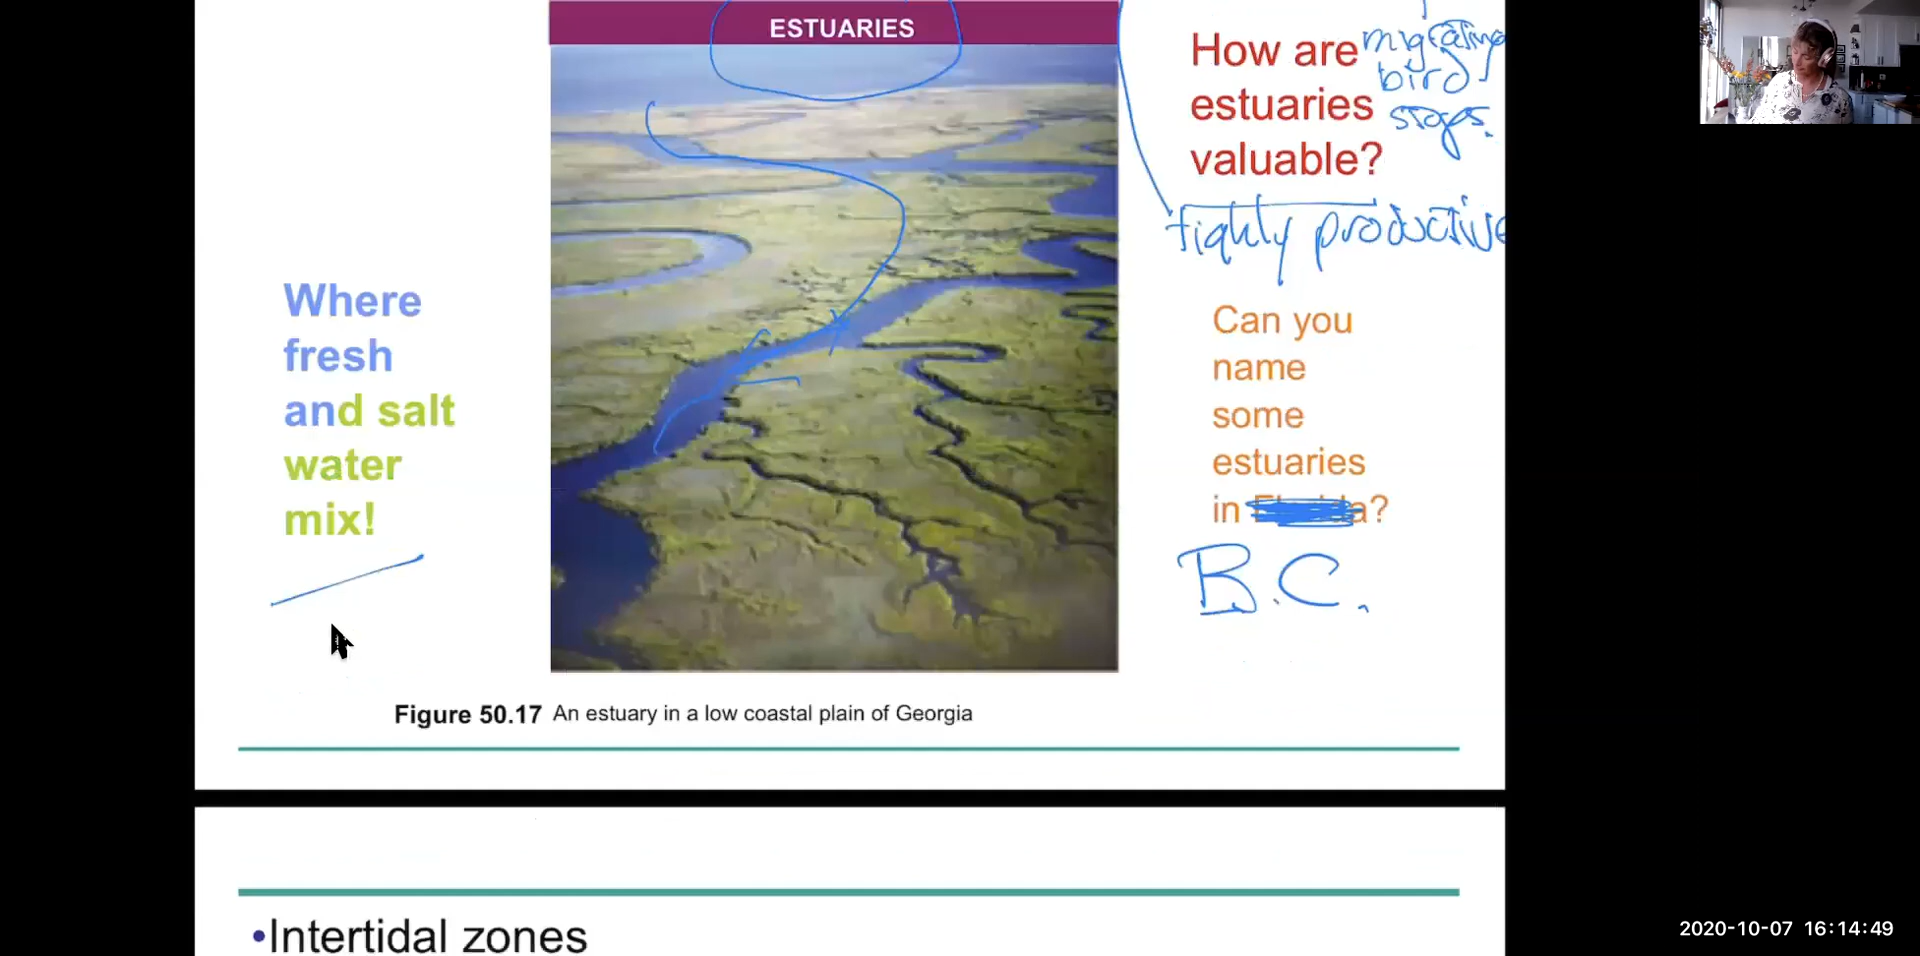 ESTUARIES
How are
estuaries
valuable?
migrating
bird
stops.
Highly productive
Where
fresh
and salt
water
mix!
Can you
name
some
estuaries
in Florida?
B.C.
Figure 50.17 An estuary in a low coastal plain of Georgia
•Intertidal zones
2020-10-07 16:14:49